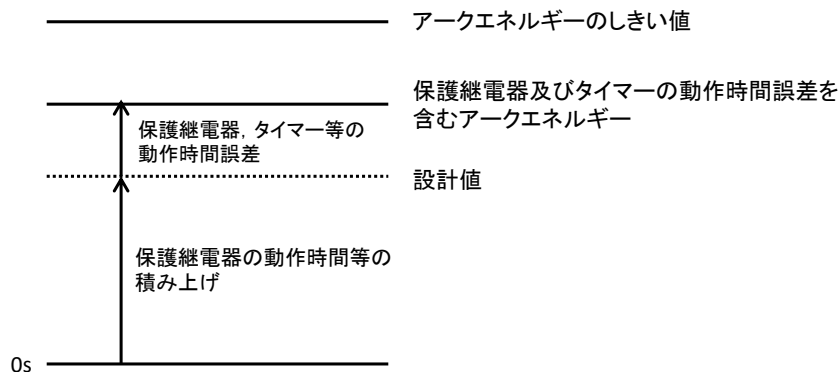 アークエネルギーのしきい値
保護継電器及びタイマーの動作時間誤差を
含むアークエネルギー
保護継電器, タイマー等の
動作時間誤差
設計値
保護継電器の動作時間等の
積み上げ
0s